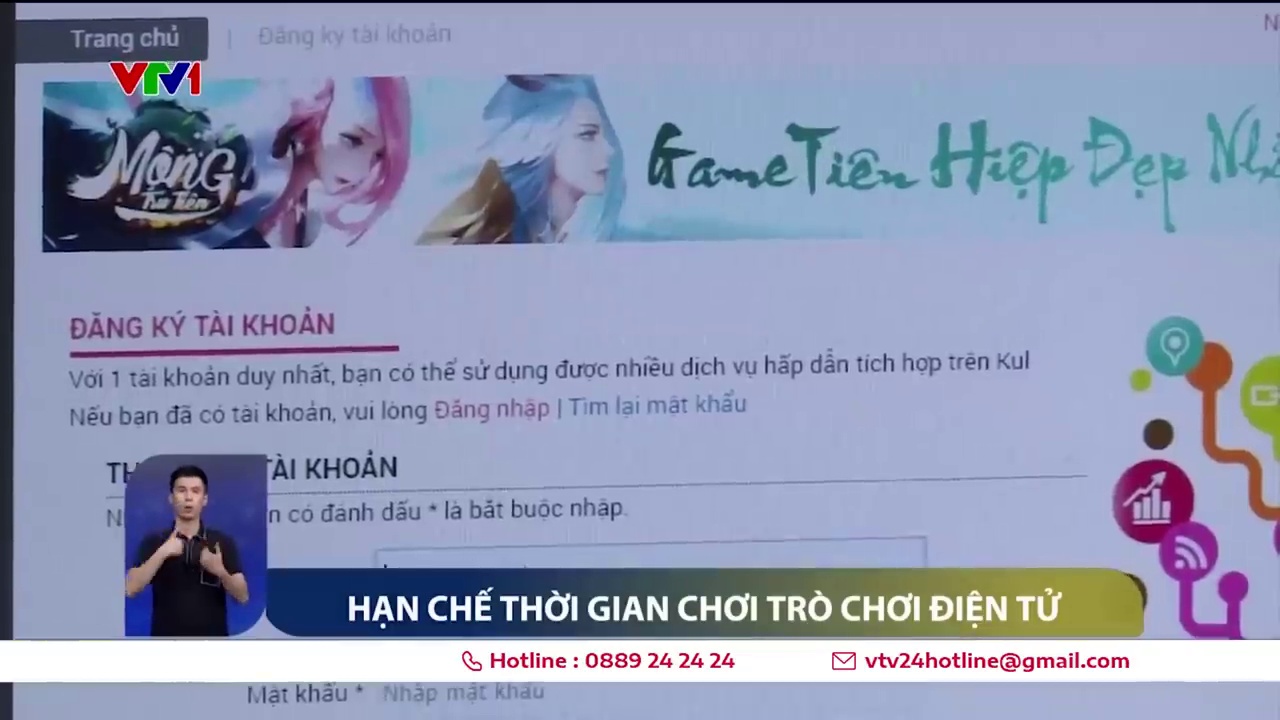 Trang chủ | Đăng ký tài khoản
VTV1
Mộng
Tru Tiên
Game Tiên Hiệp Đẹp
ĐĂNG KÝ TÀI KHOẢN
Với 1 tài khoản duy nhất, bạn có thể sử dụng được nhiều dịch vụ hấp dẫn tích hợp trên Kul
Nếu bạn đã có tài khoản, vui lòng Đăng nhập | Tìm lại mật khẩu
TÀI KHOẢN
có đánh dấu * là bắt buộc nhập.
HẠN CHẾ THỜI GIAN CHƠI TRÒ CHƠI ĐIỆN TỬ
Hotline : 0889 24 24 24
vtv24hotline@gmail.com
Mật khẩu * Nhập mật khẩu